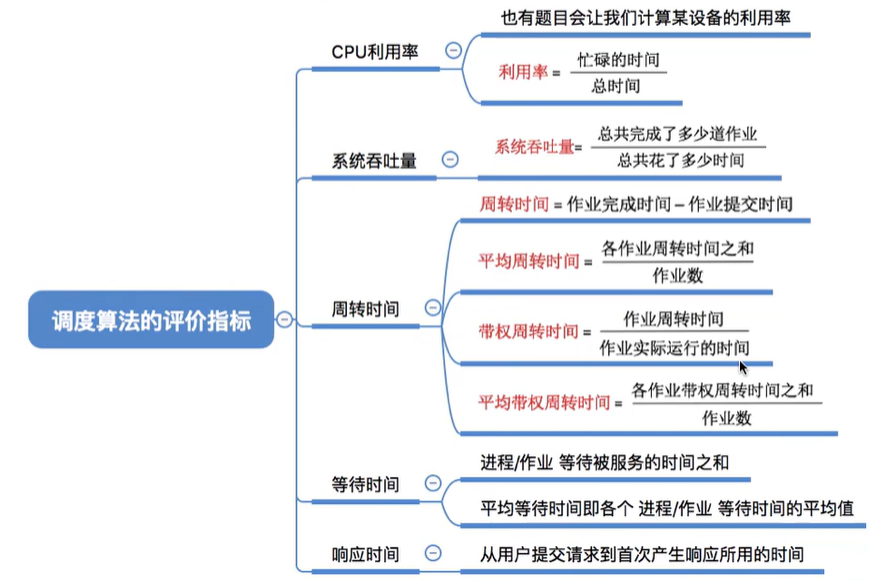 也有题目会让我们计算某设备的利用率
CPU利用率
利用率= 忙碌的时间
总时间
系统吞吐量
系统吞吐量= 总共完成了多少道作业
总共花了多少时间
周转时间 = 作业完成时间 – 作业提交时间
平均周转时间 = 各作业周转时间之和
作业数
调度算法的评价指标
周转时间
带权周转时间 = 作业周转时间
作业实际运行的时间
平均带权周转时间 = 各作业带权周转时间之和
作业数
等待时间
进程/作业 等待被服务的时间之和
平均等待时间即各个 进程/作业 等待时间的平均值
响应时间
从用户提交请求到首次产生响应所用的时间